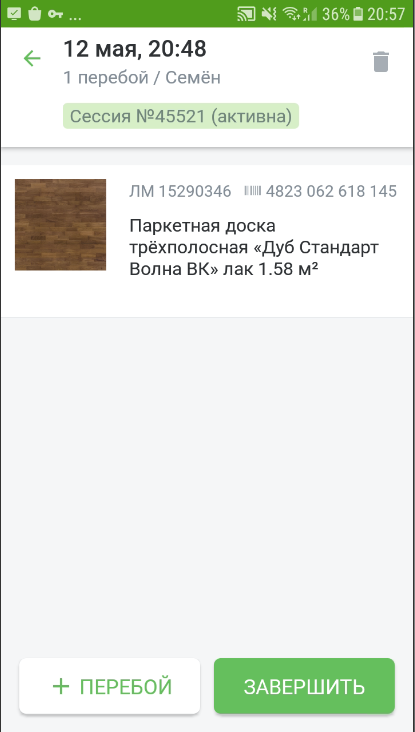 ... 36% 20:57
12 мая, 20:48
1 перебой / Семён
Сессия №45521 (активна)
ЛМ 15290346 4823 062 618 145
Паркетная доска
трёхполосная «Дуб Стандарт
Волна ВК» лак 1.58 м²
+ ПЕРЕБОЙ ЗАВЕРШИТЬ